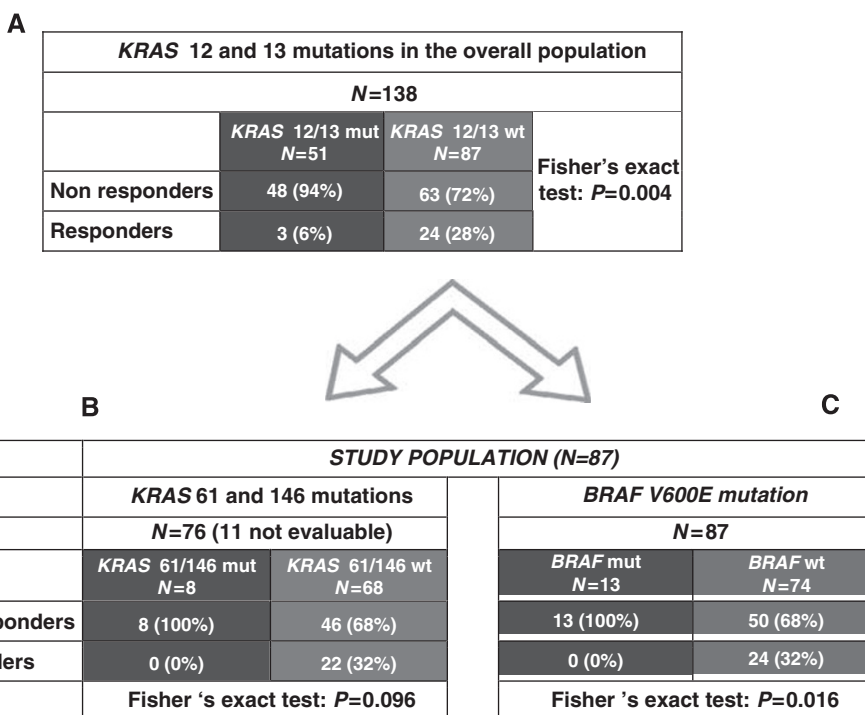 A
KRAS 12 and 13 mutations in the overall population
N=138
KRAS 12/13 mut KRAS 12/13 wt
N=51 N=87
Fisher's exact
test: P=0.004
Non responders 48 (94%) 63 (72%)
Responders 3 (6%) 24 (28%)
B
C
STUDY POPULATION (N=87)
KRAS 61 and 146 mutations
N=76 (11 not evaluable)
KRAS 61/146 mut KRAS 61/146 wt
N=8 N=68
ponders 8 (100%) 46 (68%)
lers 0 (0%) 22 (32%)
Fisher 's exact test: P=0.096
BRAF V600E mutation
N=87
BRAF mut BRAF wt
N=13 N=74
13 (100%) 50 (68%)
0 (0%) 24 (32%)
Fisher 's exact test: P=0.016